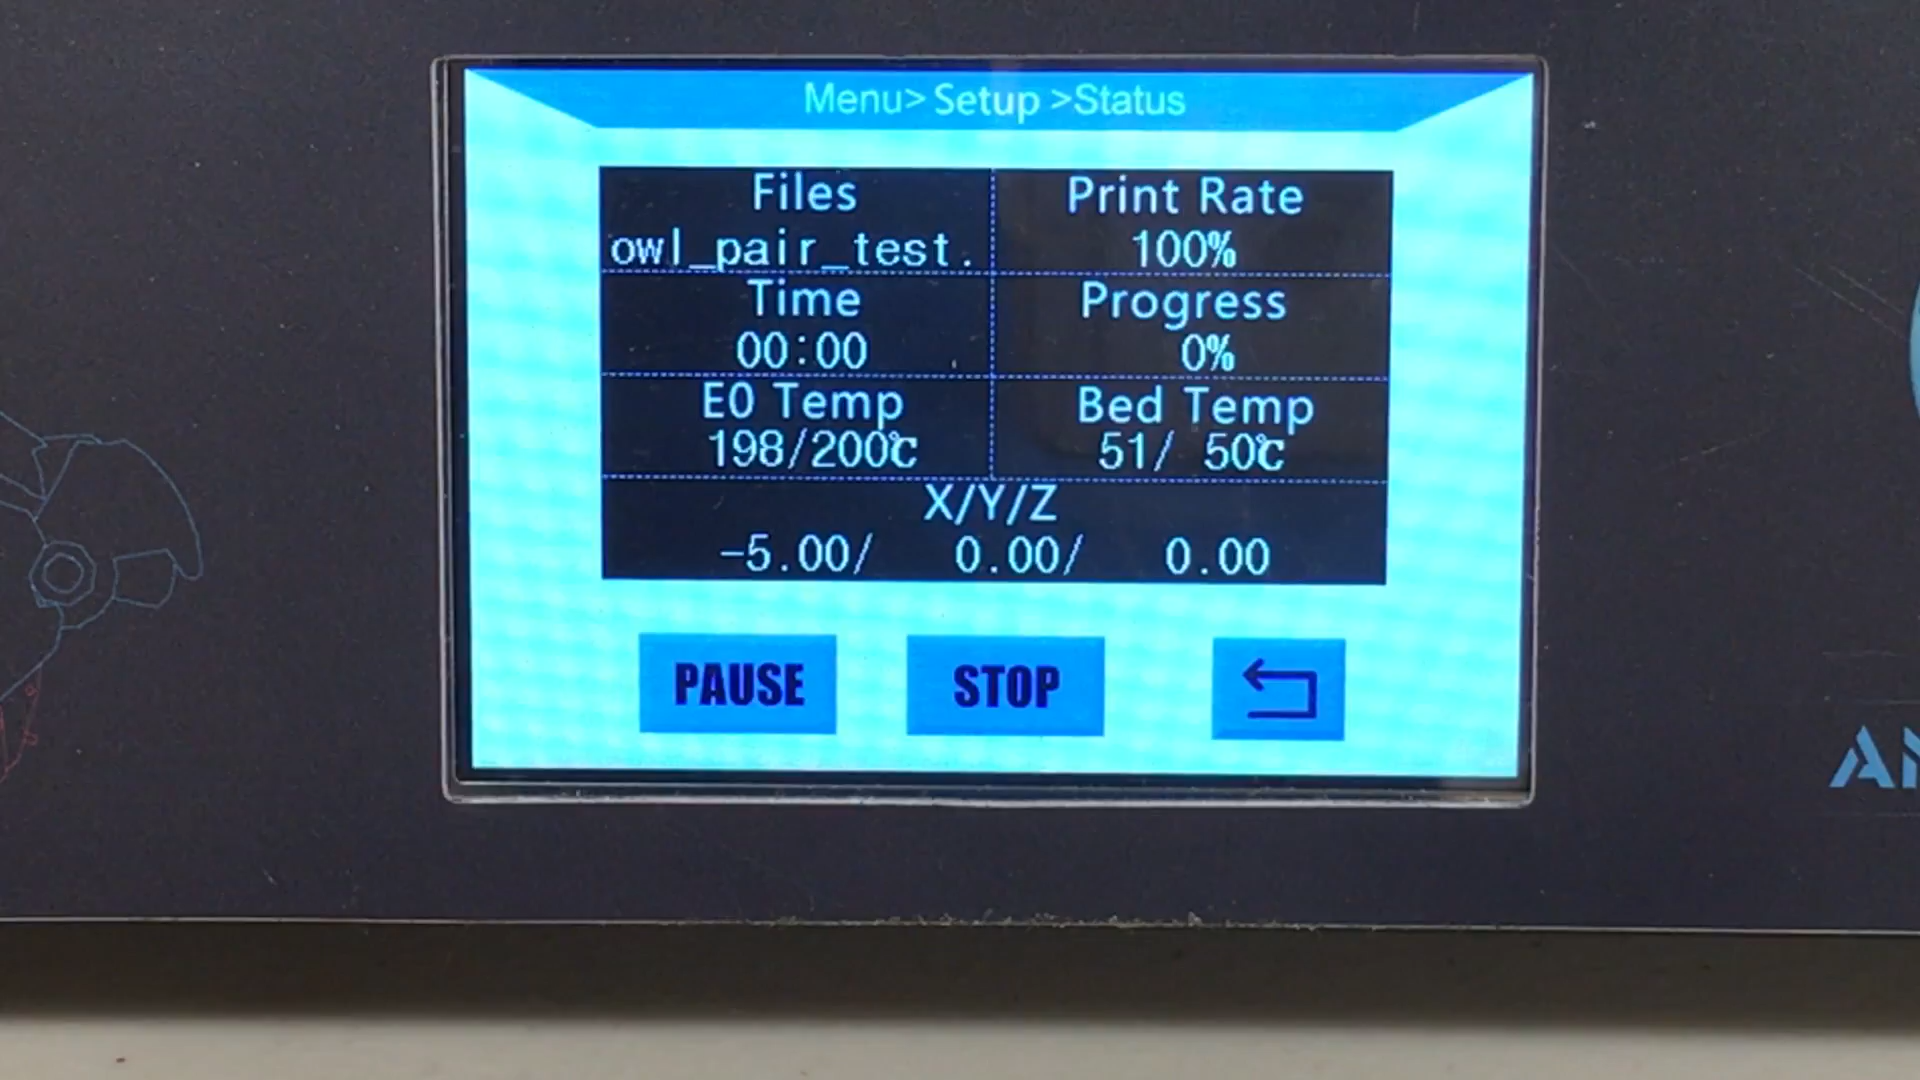 Menu> Setup >Status
Files
Print Rate
owl_pair_test.
100%
Time
Progress
00:00
0%
E0 Temp
Bed Temp
198/200℃
51/ 50℃
X/Y/Z
-5.00/ 0.00/ 0.00
PAUSE STOP